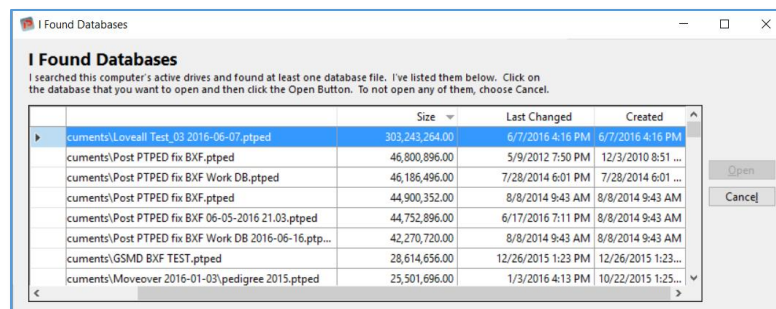 I Found Databases
I Found Databases
I searched this computer's active drives and found at least one database file. I've listed them below. Click on
the database that you want to open and then click the Open Button. To not open any of them, choose Cancel.
Size Last Changed Created
cuments\Loveall Test_03 2016-06-07.ptped 303,243,264.00 6/7/2016 4:16 PM 6/7/2016 4:16 PM
cuments\Post PTPED fix BXF.ptped 46,800,896.00 5/9/2012 7:50 PM 12/3/2010 8:51 ...
cuments\Post PTPED fix BXF Work DB.ptped 46,186,496.00 7/28/2014 6:01 PM 7/28/2014 6:01 ...
Open
cuments\Post PTPED fix BXF.ptped 44,900,352.00 8/8/2014 9:43 AM 8/8/2014 9:43 AM
Cancel
cuments\Post PTPED fix BXF 06-05-2016 21.03.ptped 44,752,896.00 6/17/2016 7:11 PM 8/8/2014 9:43 AM
cuments\Post PTPED fix BXF Work DB 2016-06-16.ptp... 42,270,720.00 8/8/2014 9:43 AM 8/8/2014 9:43 AM
cuments\GSMD BXF TEST.ptped 28,614,656.00 12/26/2015 1:23 PM 12/26/2015 1:23...
cuments\Moveover 2016-01-03\pedigree 2015.ptped 25,501,696.00 1/3/2016 4:13 PM 10/22/2015 1:25...